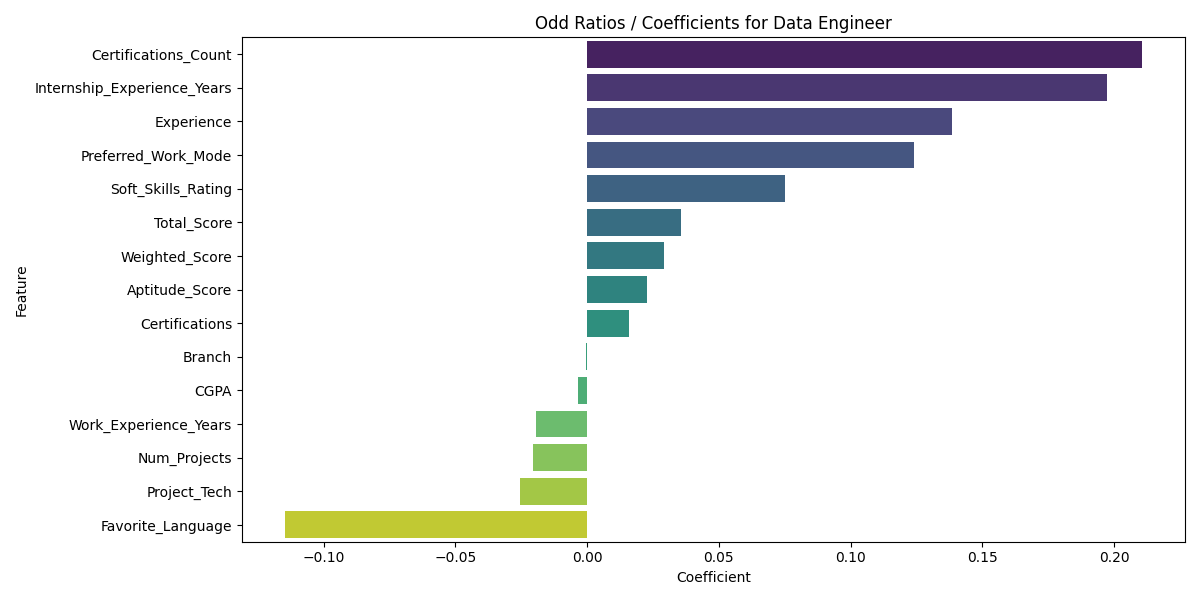 Odd Ratios / Coefficients for Data Engineer
Certifications_Count
Internship_Experience_Years
Experience
Preferred_Work_Mode
Soft_Skills_Rating
Total_Score
Weighted_Score
Aptitude_Score
Certifications
Branch
CGPA
Work_Experience_Years
Num_Projects
Project_Tech
Favorite_Language
Feature
−0.10 −0.05 0.00 0.05 0.10 0.15 0.20
Coefficient